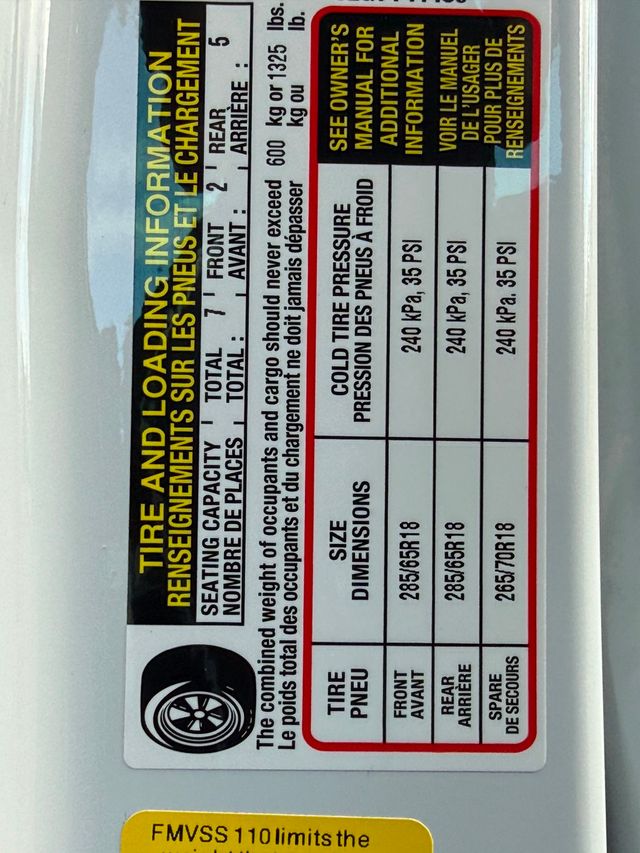 TIRE AND LOADING INFORMATION
RENSEIGNEMENTS SUR LES PNEUS ET LE CHARGEMENT
SEATING CAPACITY TOTAL 7 FRONT 2 REAR 5
NOMBRE DE PLACES TOTAL : AVANT : ARRIÈRE :
The combined weight of occupants and cargo should never exceed 600 kg or 1325 lbs.
Le poids total des occupants et du chargement ne doit jamais dépasser kg ou lb.
TIRE SIZE COLD TIRE PRESSURE
PNEU DIMENSIONS PRESSION DES PNEUS À FROID
FRONT
AVANT 285/65R18 240 kPa, 35 PSI
REAR
ARRIÈRE 285/65R18 240 kPa, 35 PSI
SPARE
DE SECOURS 265/70R18 240 kPa. 35 PSI
SEE OWNER'S
MANUAL FOR
ADDITIONAL
INFORMATION
VOIR LE MANUEL
DE L'USAGER
POUR PLUS DE
RENSEIGNEMENTS
FMVSS 110 limits the